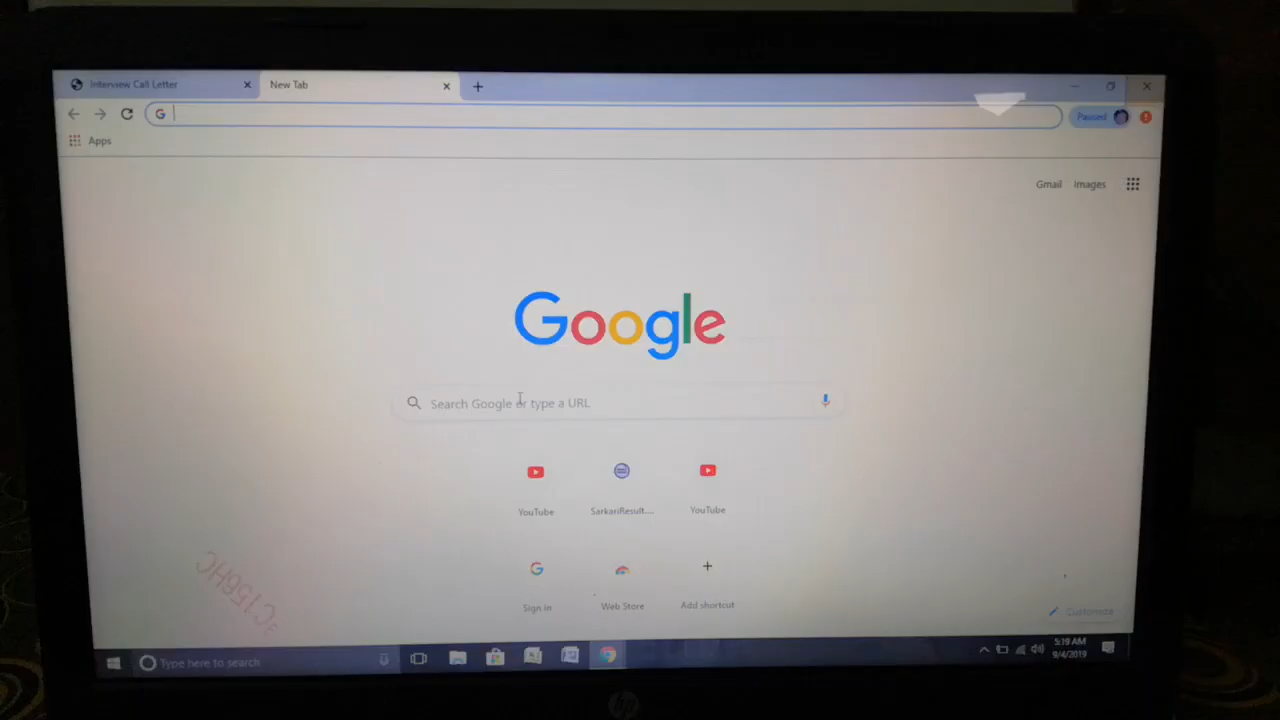 Interview Call Letter
New Tab
Paused
Apps
Gmail Images
Google
Search Google or type a URL
YouTube SarkariResult.... YouTube
Sign in Web Store Add shortcut
Customize
Type here to search
5:19 AM
9/4/2019
hp